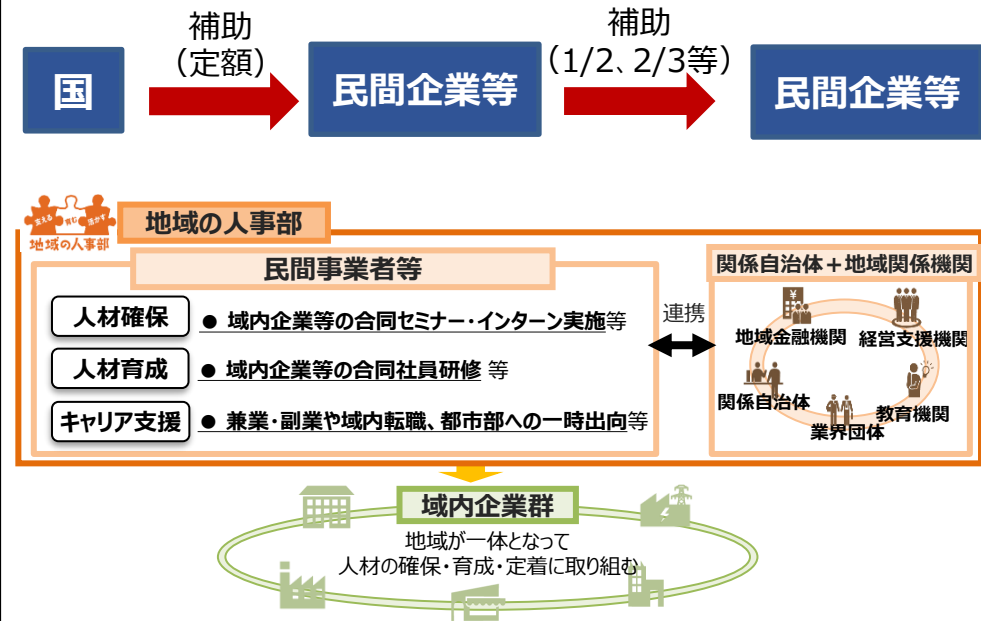 補助
（定額）
補助
（1/2、2/3等）
国
民間企業等
民間企業等
支える 育む 活かす
地域の人事部
地域の人事部
民間事業者等
人材確保
● 域内企業等の合同セミナー・インターン実施等
人材育成
● 域内企業等の合同社員研修 等
キャリア支援
● 兼業・副業や域内転職、都市部への一時出向等
連携
関係自治体＋地域関係機関
¥
地域金融機関
経営支援機関
関係自治体
教育機関
業界団体
域内企業群
地域が一体となって
人材の確保・育成・定着に取り組む